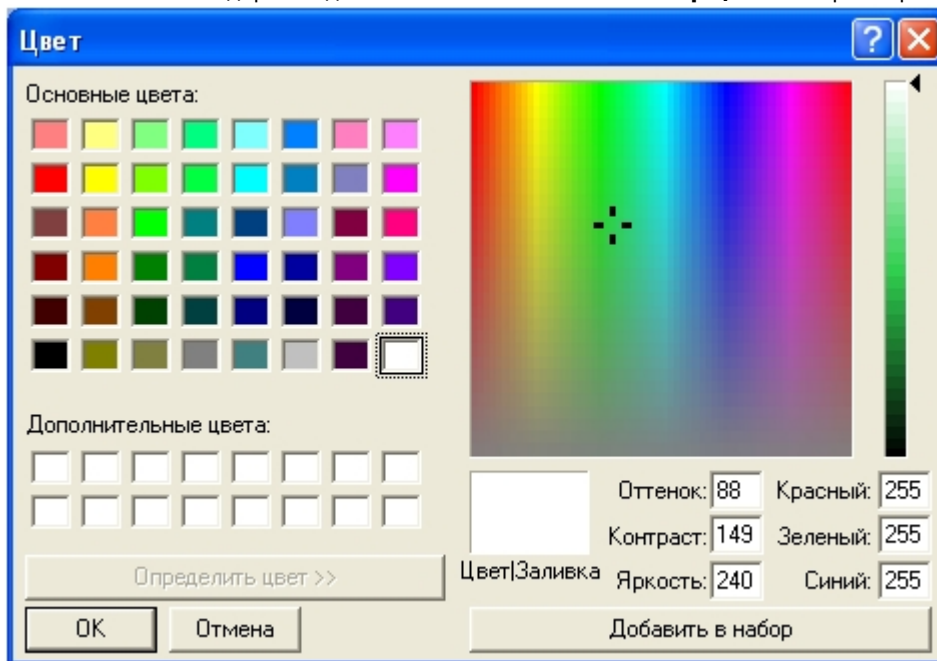 Цвет
Основные цвета:
Дополнительные цвета:
Определить цвет >>
OK
Отмена
Оттенок: 88
Красный: 255
Контраст: 149
Зеленый: 255
Цвет|Заливка
Яркость: 240
Синий: 255
Добавить в набор